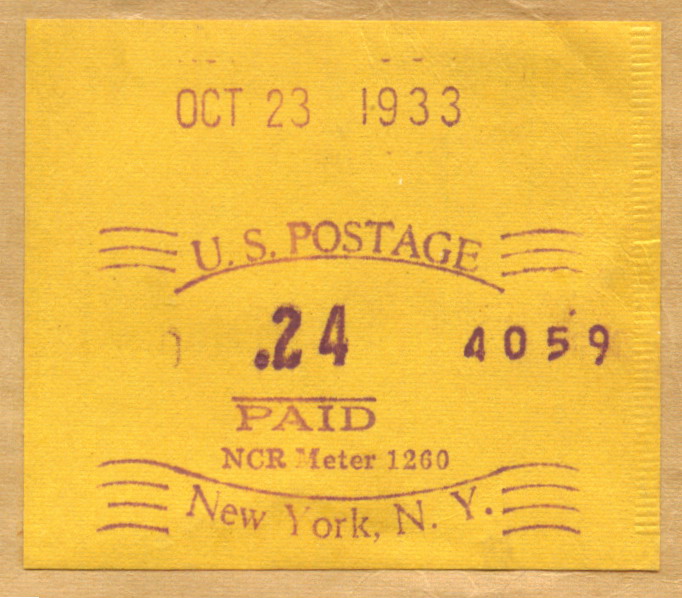 OCT 23 1933
U.S. POSTAGE
.24 4059
PAID
NCR Meter 1260
New York, N. Y.